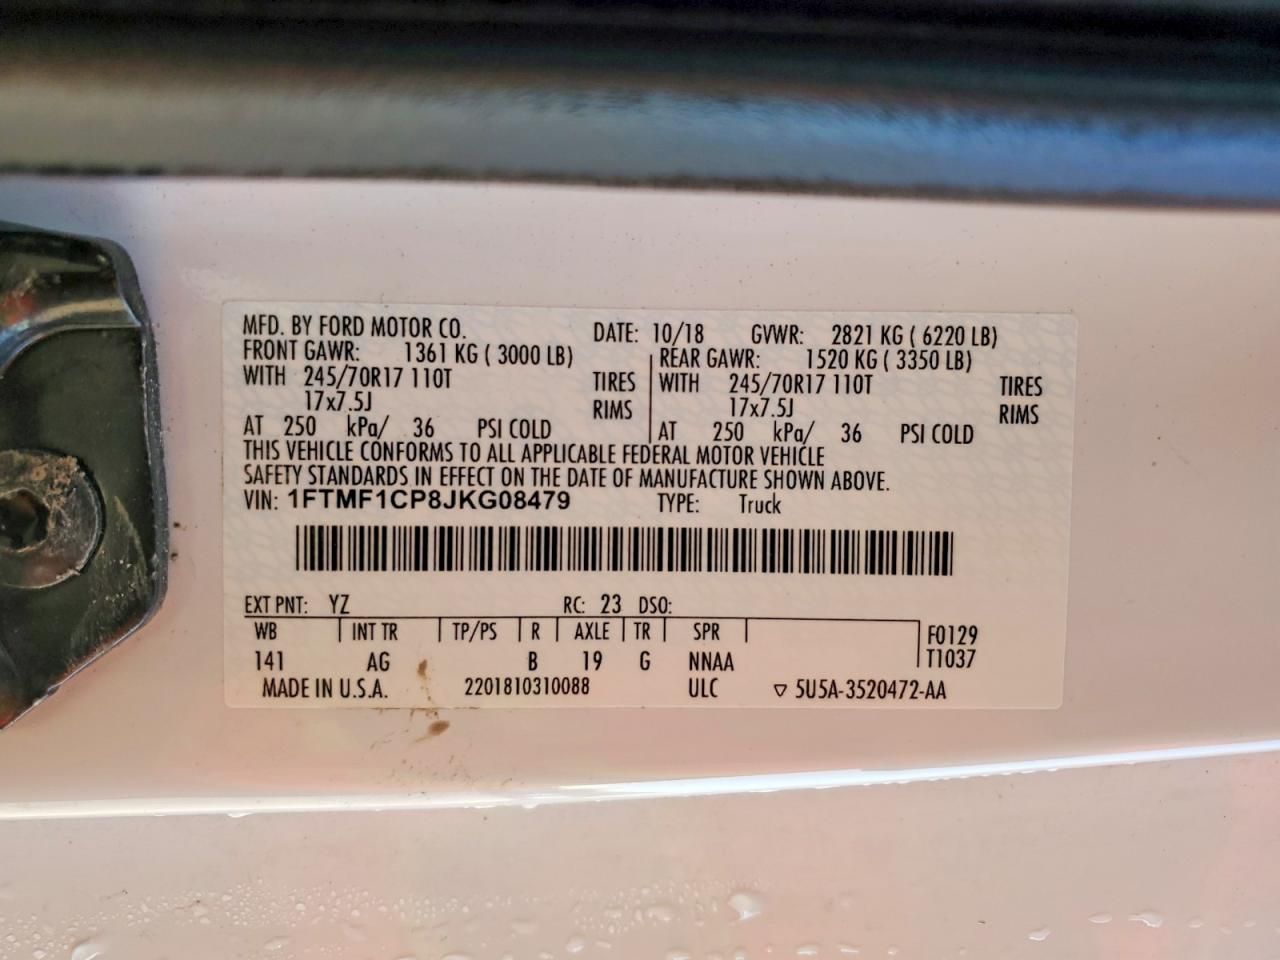 MFD. BY FORD MOTOR CO. DATE: 10/18 GVWR: 2821 KG ( 6220 LB)
FRONT GAWR: 1361 KG ( 3000 LB) REAR GAWR: 1520 KG ( 3350 LB)
WITH 245/70R17 110T TIRES WITH 245/70R17 110T TIRES
17x7.5J RIMS 17x7.5J RIMS
AT 250 kPa/ 36 PSI COLD AT 250 kPa/ 36 PSI COLD
THIS VEHICLE CONFORMS TO ALL APPLICABLE FEDERAL MOTOR VEHICLE
SAFETY STANDARDS IN EFFECT ON THE DATE OF MANUFACTURE SHOWN ABOVE.
VIN: 1FTMF1CP8JKG08479 TYPE: Truck
EXT PNT: YZ RC: 23 DSO:
WB INT TR TP/PS R AXLE TR SPR F0129
141 AG B 19 G NNAA T1037
MADE IN U.S.A. 2201810310088 ULC ▽ 5U5A-3520472-AA